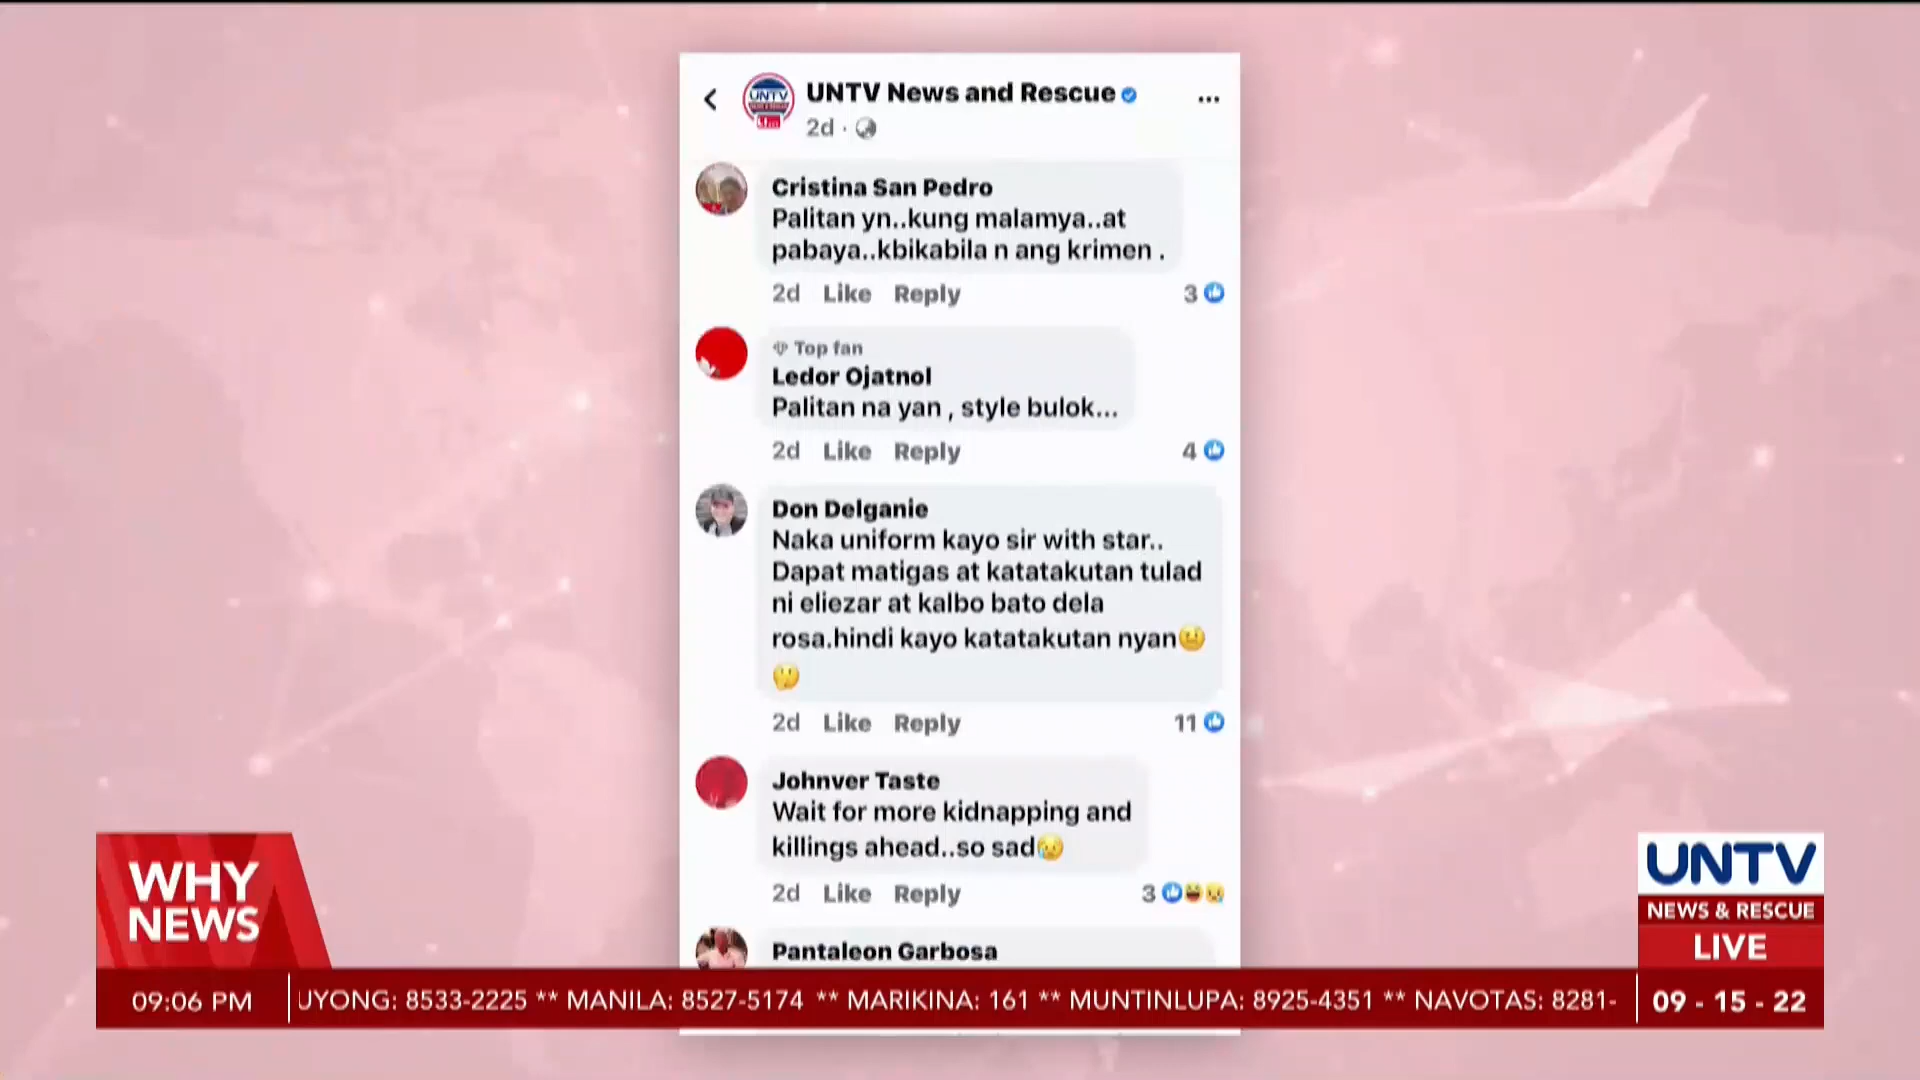 UNTV News and Rescue
2d
Cristina San Pedro
Palitan yn..kung malamya..at
pabaya..kbikabila n ang krimen .
2d Like Reply 3
Top fan
Ledor Ojatnol
Palitan na yan , style bulok...
2d Like Reply 4
Don Delganie
Naka uniform kayo sir with star..
Dapat matigas at katatakutan tulad
ni eliezar at kalbo bato dela
rosa.hindi kayo katatakutan nyan
2d Like Reply 11
Johnver Taste
Wait for more kidnapping and
killings ahead..so sad
2d Like Reply 3
Pantaleon Garbosa
WHY
NEWS
UNTV
NEWS & RESCUE
LIVE
09:06 PM
UYONG: 8533-2225 ** MANILA: 8527-5174 ** MARIKINA: 161 ** MUNTINLUPA: 8925-4351 ** NAVOTAS: 8281-
09 - 15 - 22